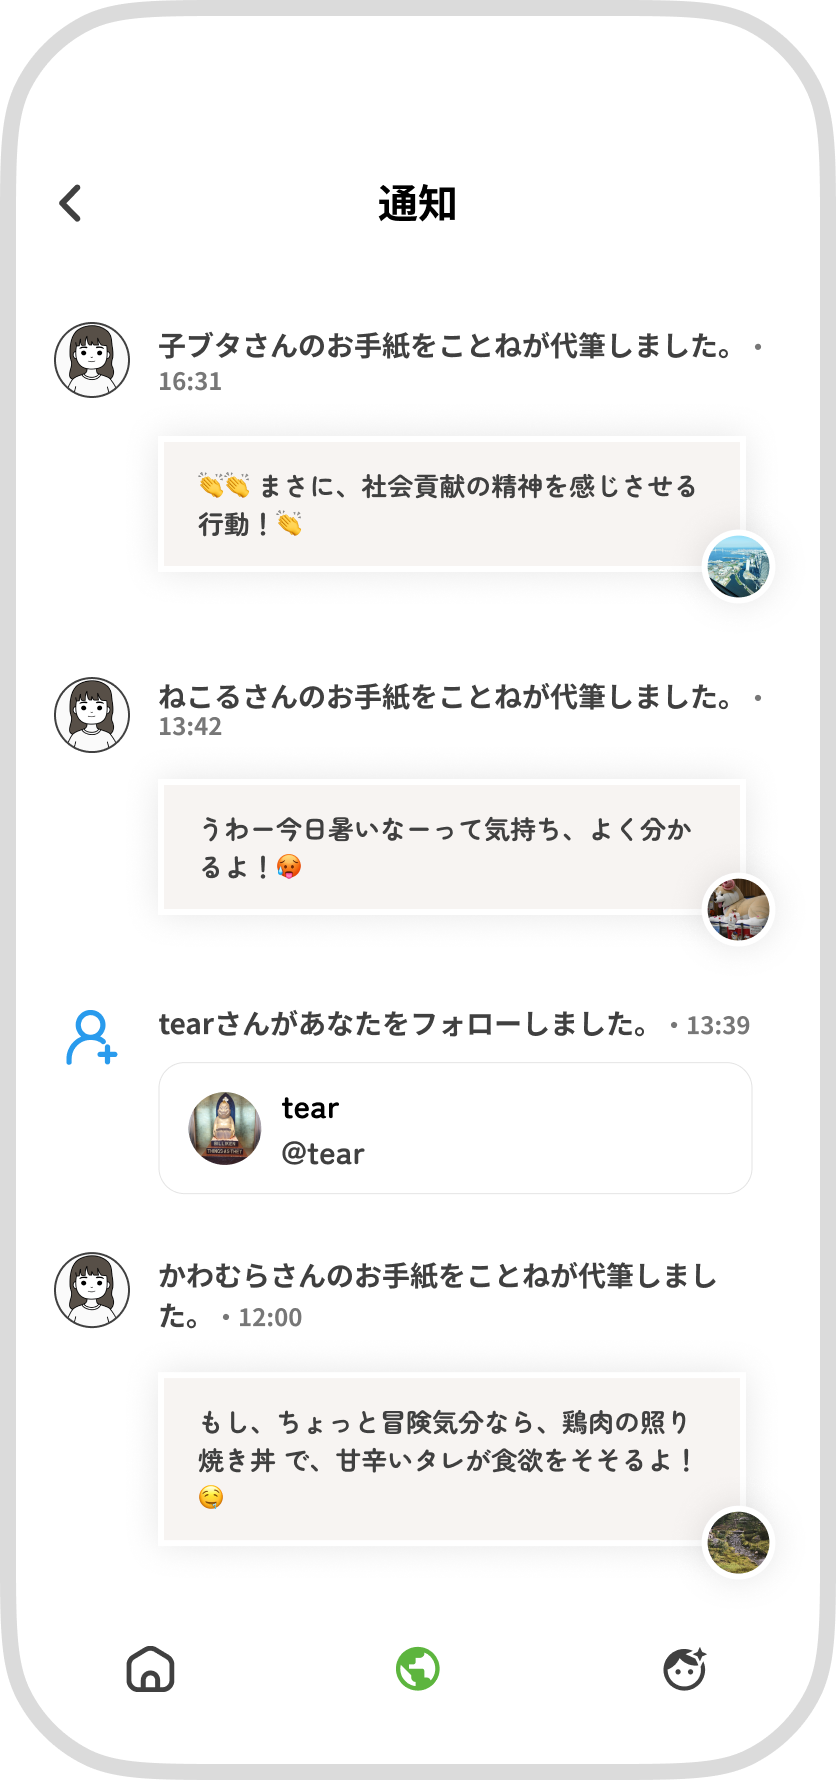 通知
子ブタさんのお手紙をことねが代筆しました。 ・
16:31
👏👏 まさに、社会貢献の精神を感じさせる
行動！👏
ねこるさんのお手紙をことねが代筆しました。 ・
13:42
うわー今日暑いなーって気持ち、よく分か
るよ！🥵
tearさんがあなたをフォローしました。 ・13:39
tear
@tear
かわむらさんのお手紙をことねが代筆しまし
た。 ・12:00
もし、ちょっと冒険気分なら、鶏肉の照り
焼き丼 で、甘辛いタレが食欲をそそるよ！
🤤